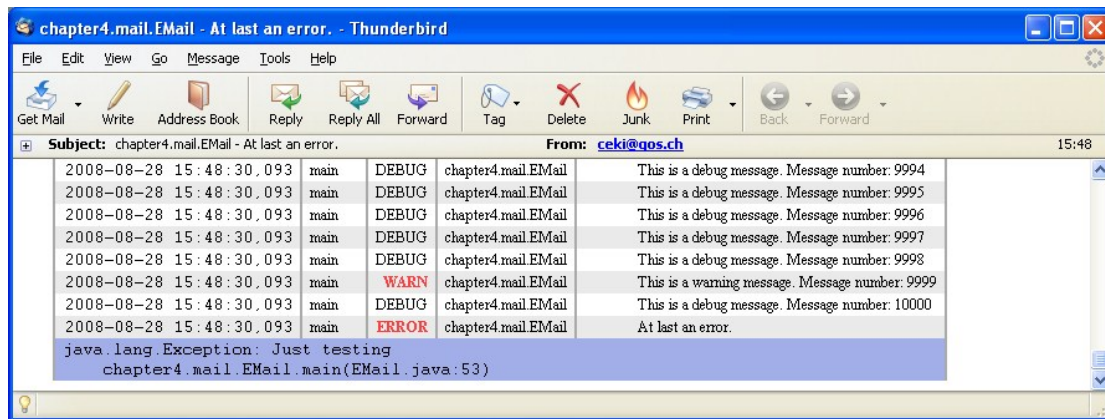 chapter4.mail.EMail - At last an error. - Thunderbird
File Edit View Go Message Tools Help
Get Mail Write Address Book Reply Reply All Forward Tag Delete Junk Print Back Forward
Subject: chapter4.mail.EMail - At last an error. From: ceki@qos.ch 15:48
2008-08-28 15:48:30,093 main DEBUG chapter4.mail.EMail This is a debug message. Message number: 9994
2008-08-28 15:48:30,093 main DEBUG chapter4.mail.EMail This is a debug message. Message number: 9995
2008-08-28 15:48:30,093 main DEBUG chapter4.mail.EMail This is a debug message. Message number: 9996
2008-08-28 15:48:30,093 main DEBUG chapter4.mail.EMail This is a debug message. Message number: 9997
2008-08-28 15:48:30,093 main DEBUG chapter4.mail.EMail This is a debug message. Message number: 9998
2008-08-28 15:48:30,093 main WARN chapter4.mail.EMail This is a warning message. Message number: 9999
2008-08-28 15:48:30,093 main DEBUG chapter4.mail.EMail This is a debug message. Message number: 10000
2008-08-28 15:48:30,093 main ERROR chapter4.mail.EMail At last an error.
java.lang.Exception: Just testing
chapter4.mail.EMail.main(EMail.java:53)